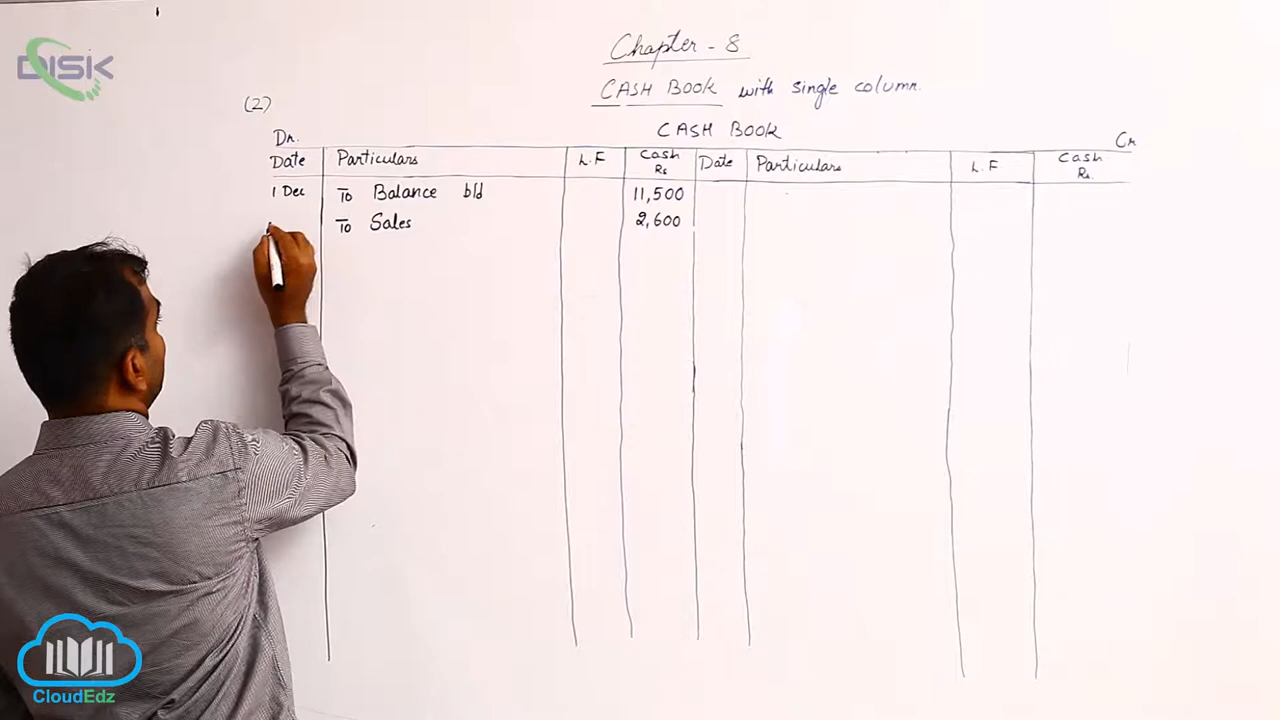 DISK
Chapter - 8
CASH BOOK with single column.
(2)
CASH BOOK
Dr. Cr
Date Particulars L.F Cash Rs Date Particulars L.F Cash Rs.
1 Dec To Balance b/d 11,500
To Sales 2,600
CloudEdz